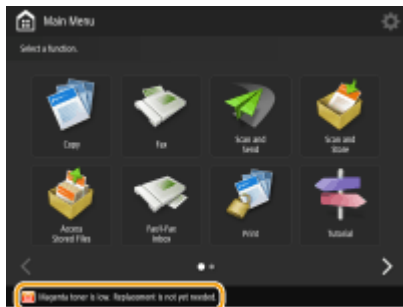 Main Menu
Select a function.
Copy
Fax
Scan and
Send
Scan and
Store
Access
Stored Files
Fax/I-Fax
Inbox
Print
Tutorial
Magenta toner is low. Replacement is not yet needed.